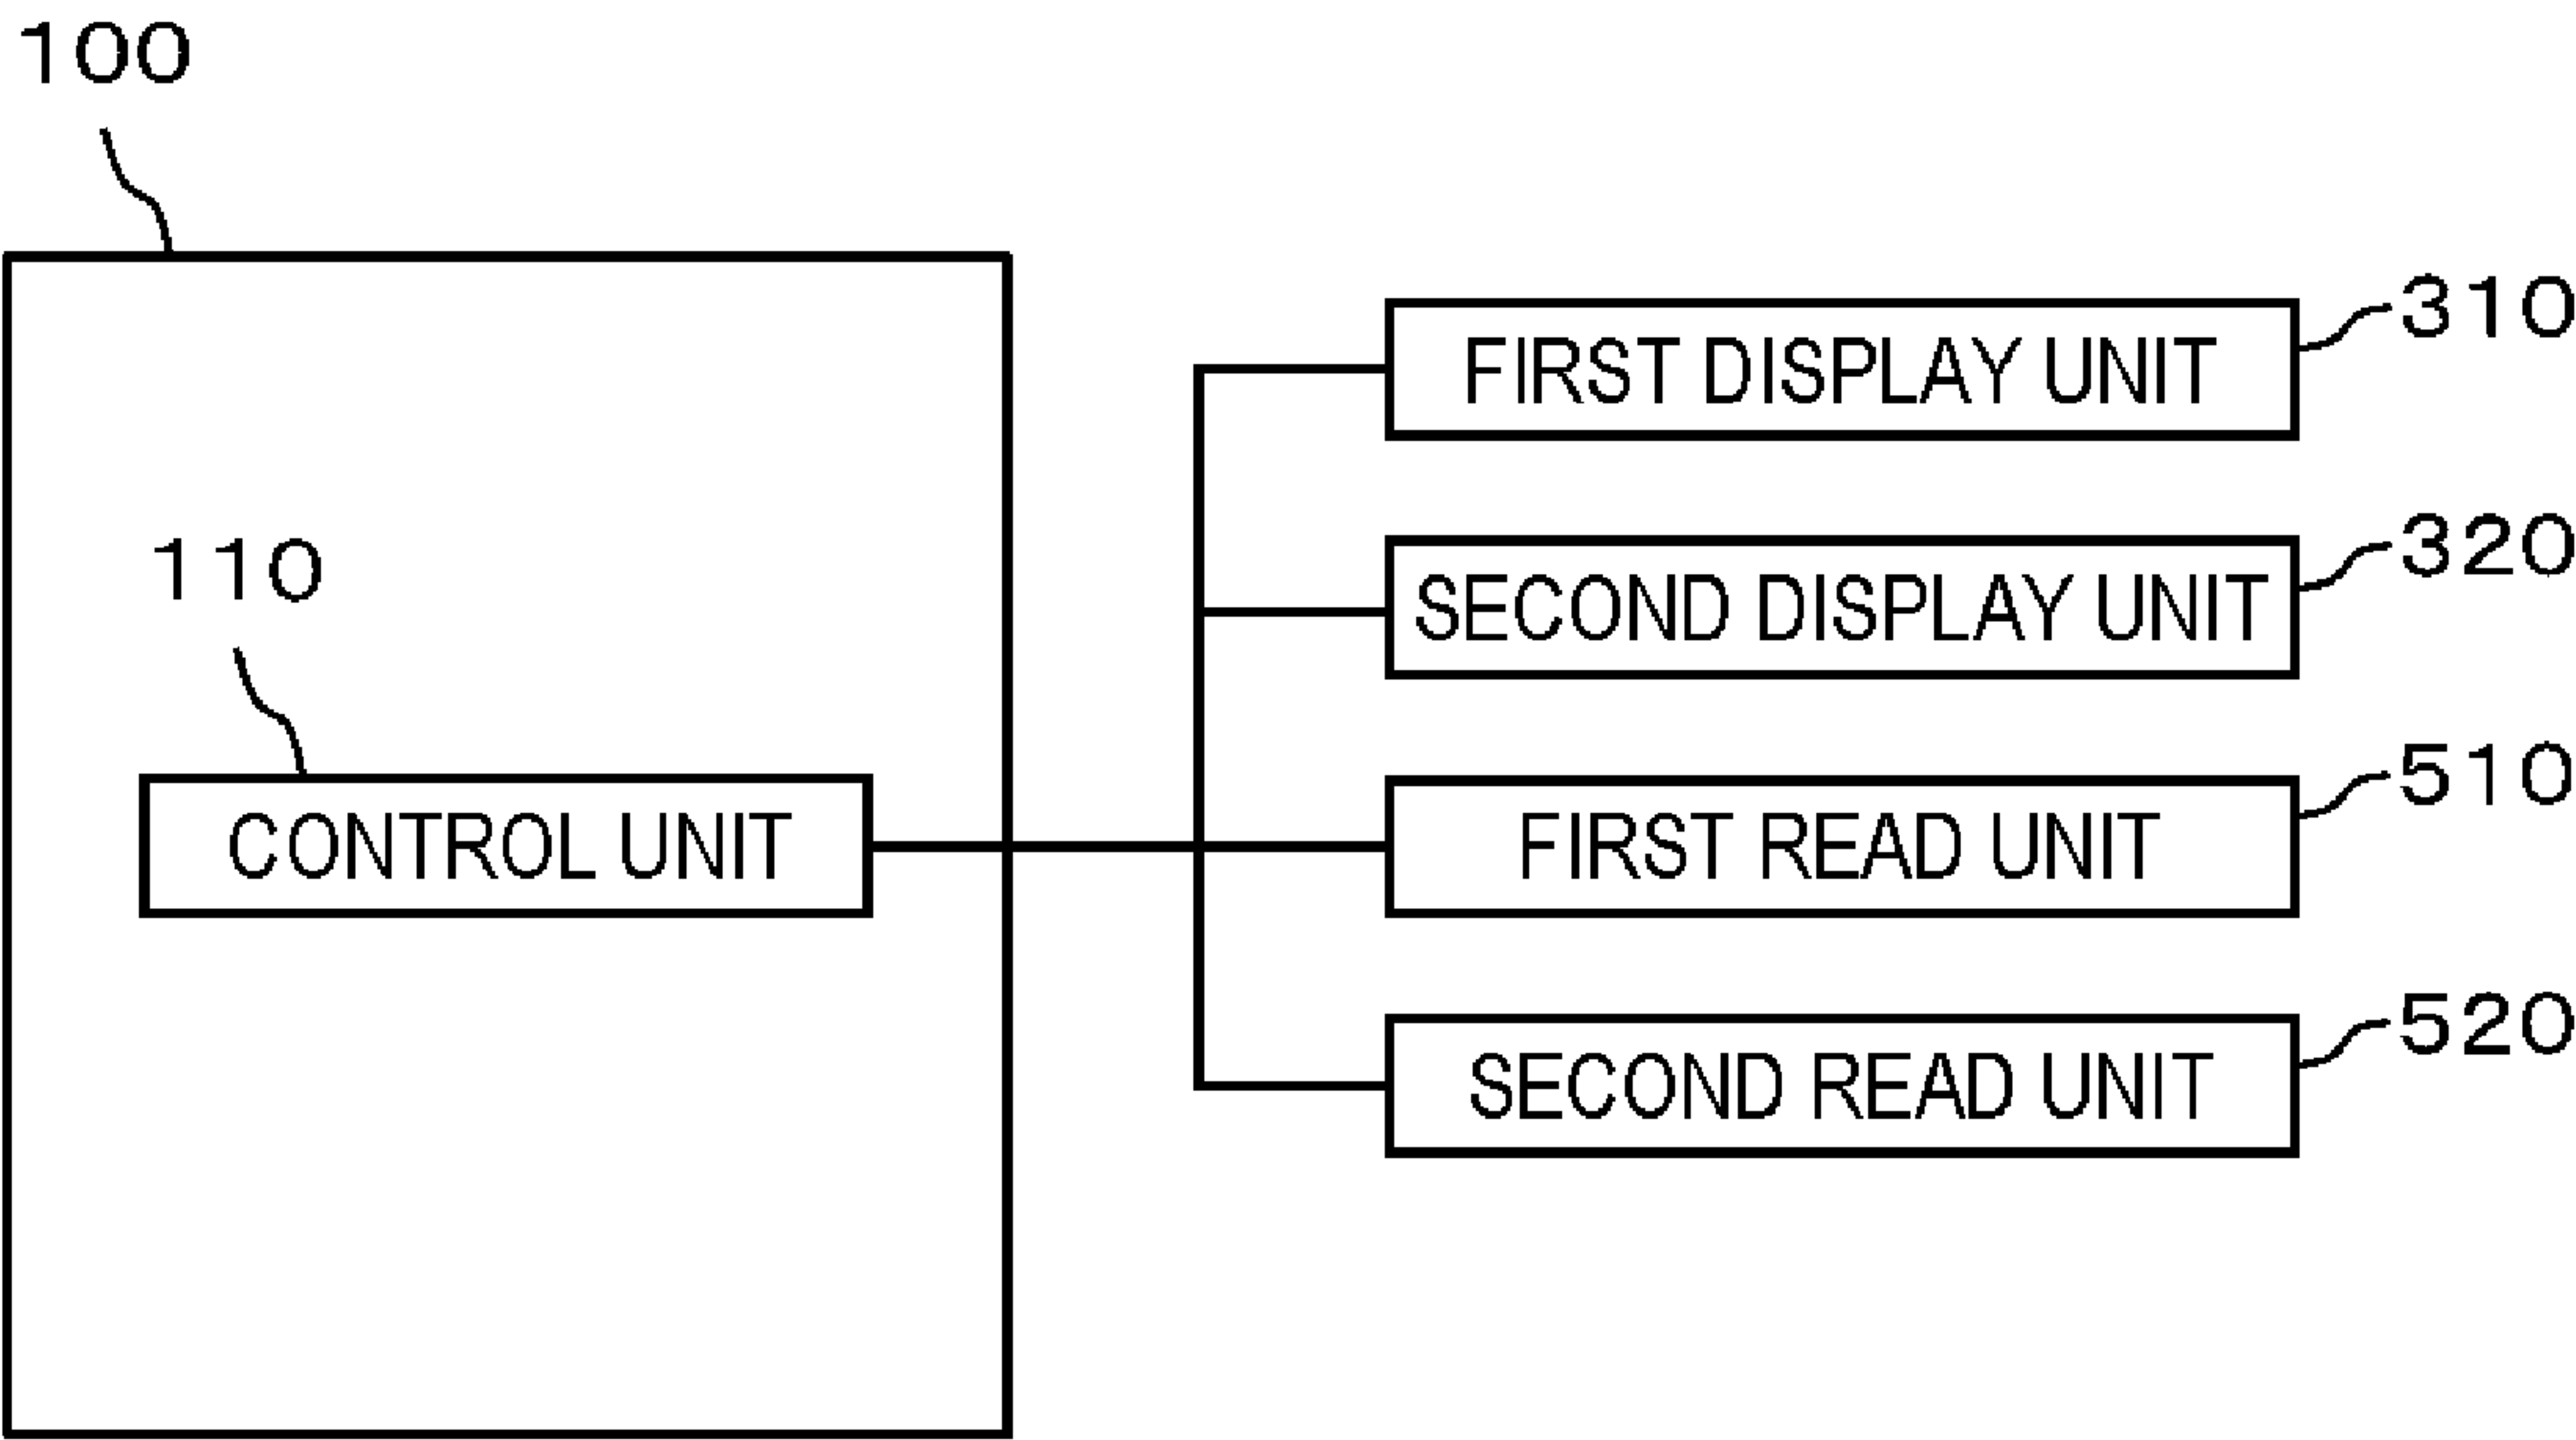 100
310
FIRST DISPLAY UNIT
320
SECOND DISPLAY UNIT
110
CONTROL UNIT
510
FIRST READ UNIT
520
SECOND READ UNIT